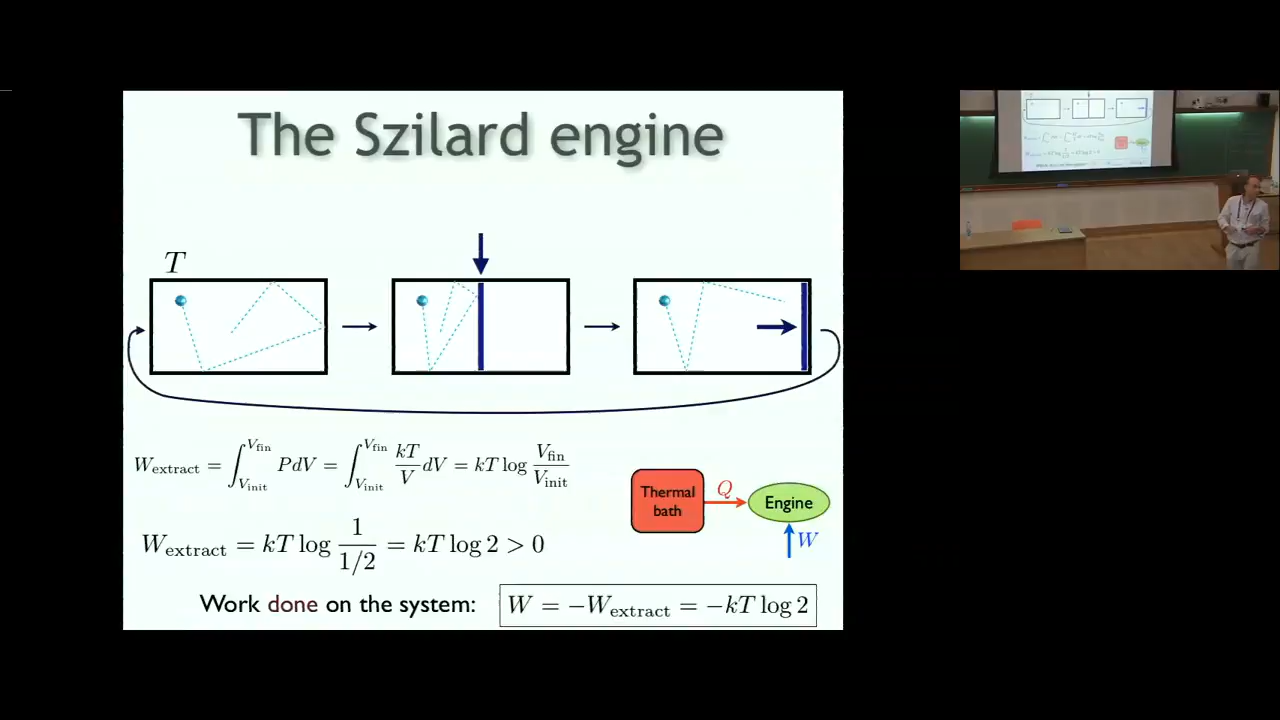 The Szilard engine
T
W_extract = ∫_{V_init}^{V_fin} PdV = ∫_{V_init}^{V_fin} kT/V dV = kT log V_fin/V_init
Thermal bath
Q
Engine
W
W_extract = kT log 1/(1/2) = kT log 2 > 0
Work done on the system: W = −W_extract = −kT log 2